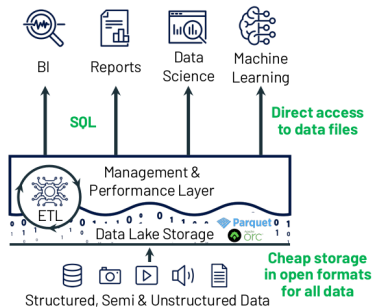 BI
Reports
Data
Science
Machine
Learning
SQL
Direct access
to data files
Management &
Performance Layer
ETL
Parquet
Data Lake Storage
orc
Cheap storage
in open formats
for all data
Structured, Semi & Unstructured Data